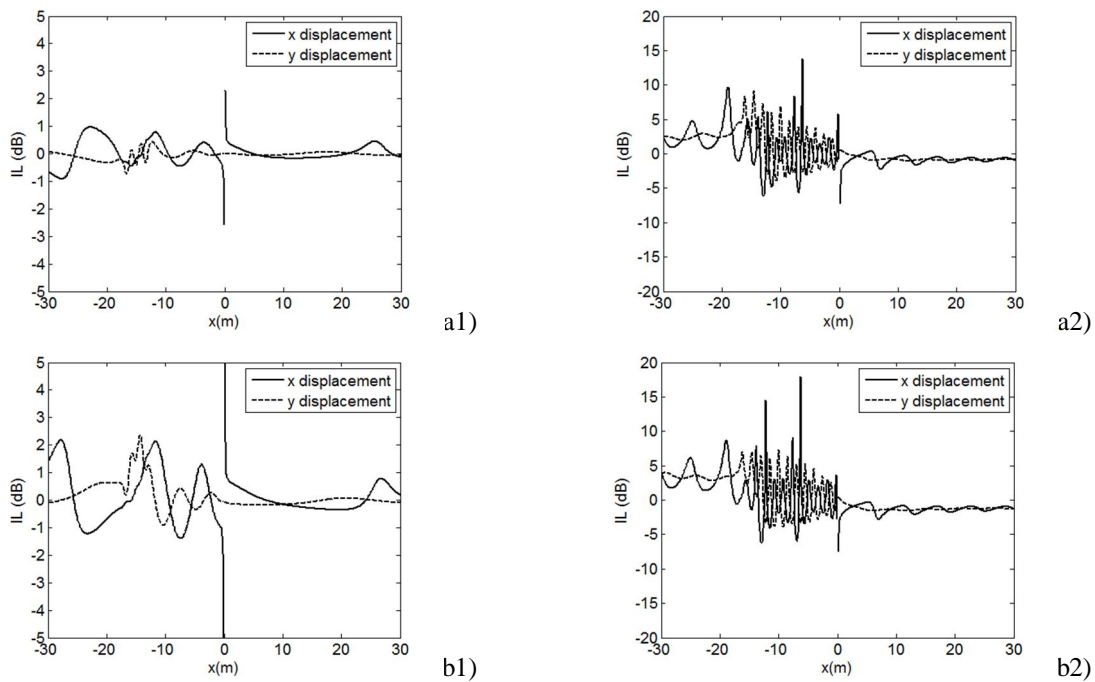 5
4
3
2
1
0
-1
-2
-3
-4
-5
IL (dB)
-30 -20 -10 0 10 20 30
x(m)
x displacement
y displacement
a1)
20
15
10
5
0
-5
-10
-15
-20
IL (dB)
-30 -20 -10 0 10 20 30
x(m)
x displacement
y displacement
a2)
5
4
3
2
1
0
-1
-2
-3
-4
-5
IL (dB)
-30 -20 -10 0 10 20 30
x(m)
x displacement
y displacement
b1)
20
15
10
5
0
-5
-10
-15
-20
IL (dB)
-30 -20 -10 0 10 20 30
x(m)
x displacement
y displacement
b2)